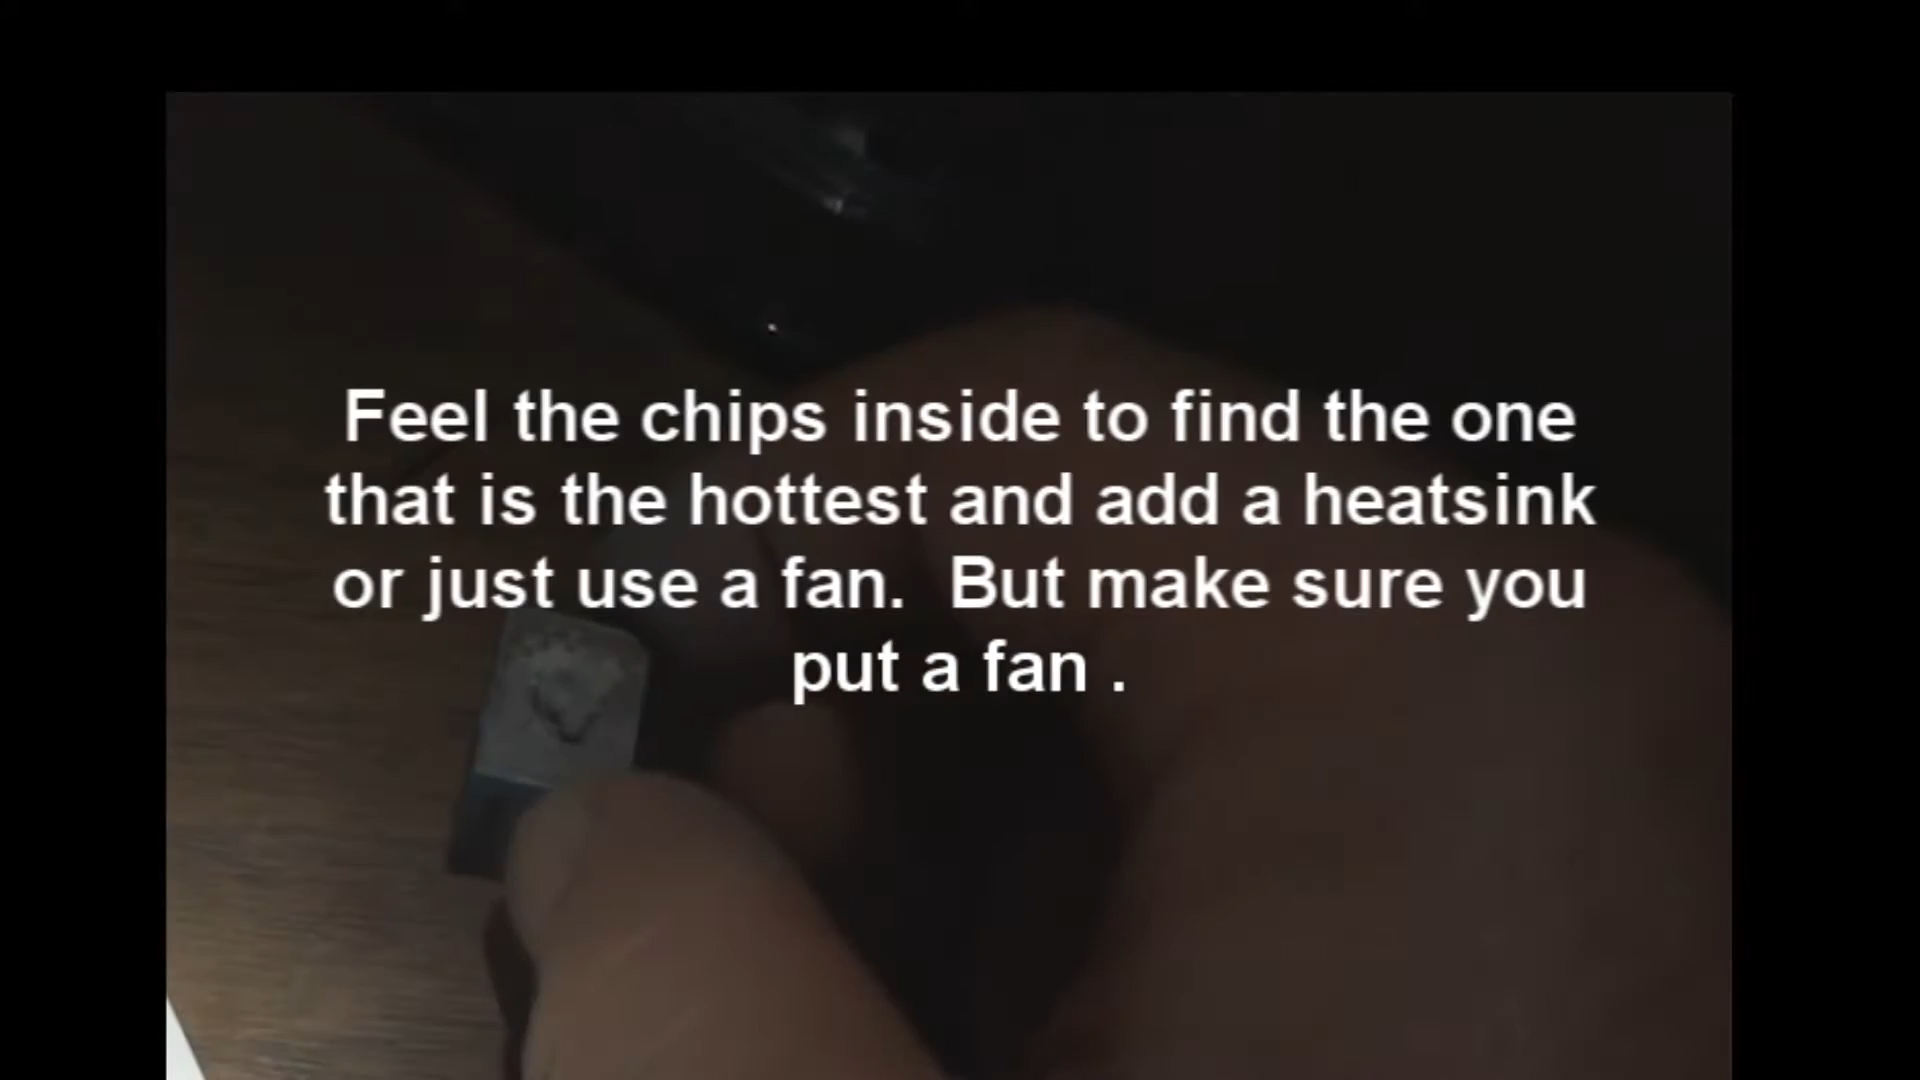 Feel the chips inside to find the one
that is the hottest and add a heatsink
or just use a fan.  But make sure you
put a fan .